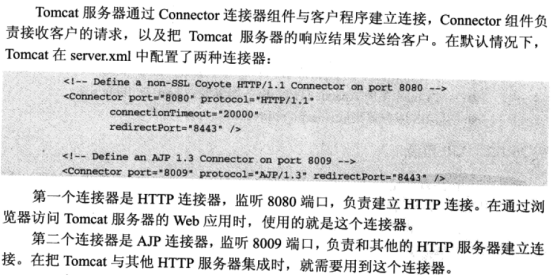 Tomcat 服务器通过 Connector 连接器组件与客户程序建立连接，Connector 组件负
责接收客户的请求，以及把 Tomcat 服务器的响应结果发送给客户。在默认情况下，
Tomcat 在 server.xml 中配置了两种连接器：
<!-- Define a non-SSL Coyote HTTP/1.1 Connector on port 8080 -->
<Connector port="8080" protocol="HTTP/1.1"
connectionTimeout="20000"
redirectPort="8443" />
<!-- Define an AJP 1.3 Connector on port 8009 -->
<Connector port="8009" protocol="AJP/1.3" redirectPort="8443" />
第一个连接器是 HTTP 连接器，监听 8080 端口，负责建立 HTTP 连接。在通过浏
览器访问 Tomcat 服务器的 Web 应用时，使用的就是这个连接器。
第二个连接器是 AJP 连接器，监听 8009 端口，负责和其他的 HTTP 服务器建立连
接。在把 Tomcat 与其他 HTTP 服务器集成时，就需要用到这个连接器。